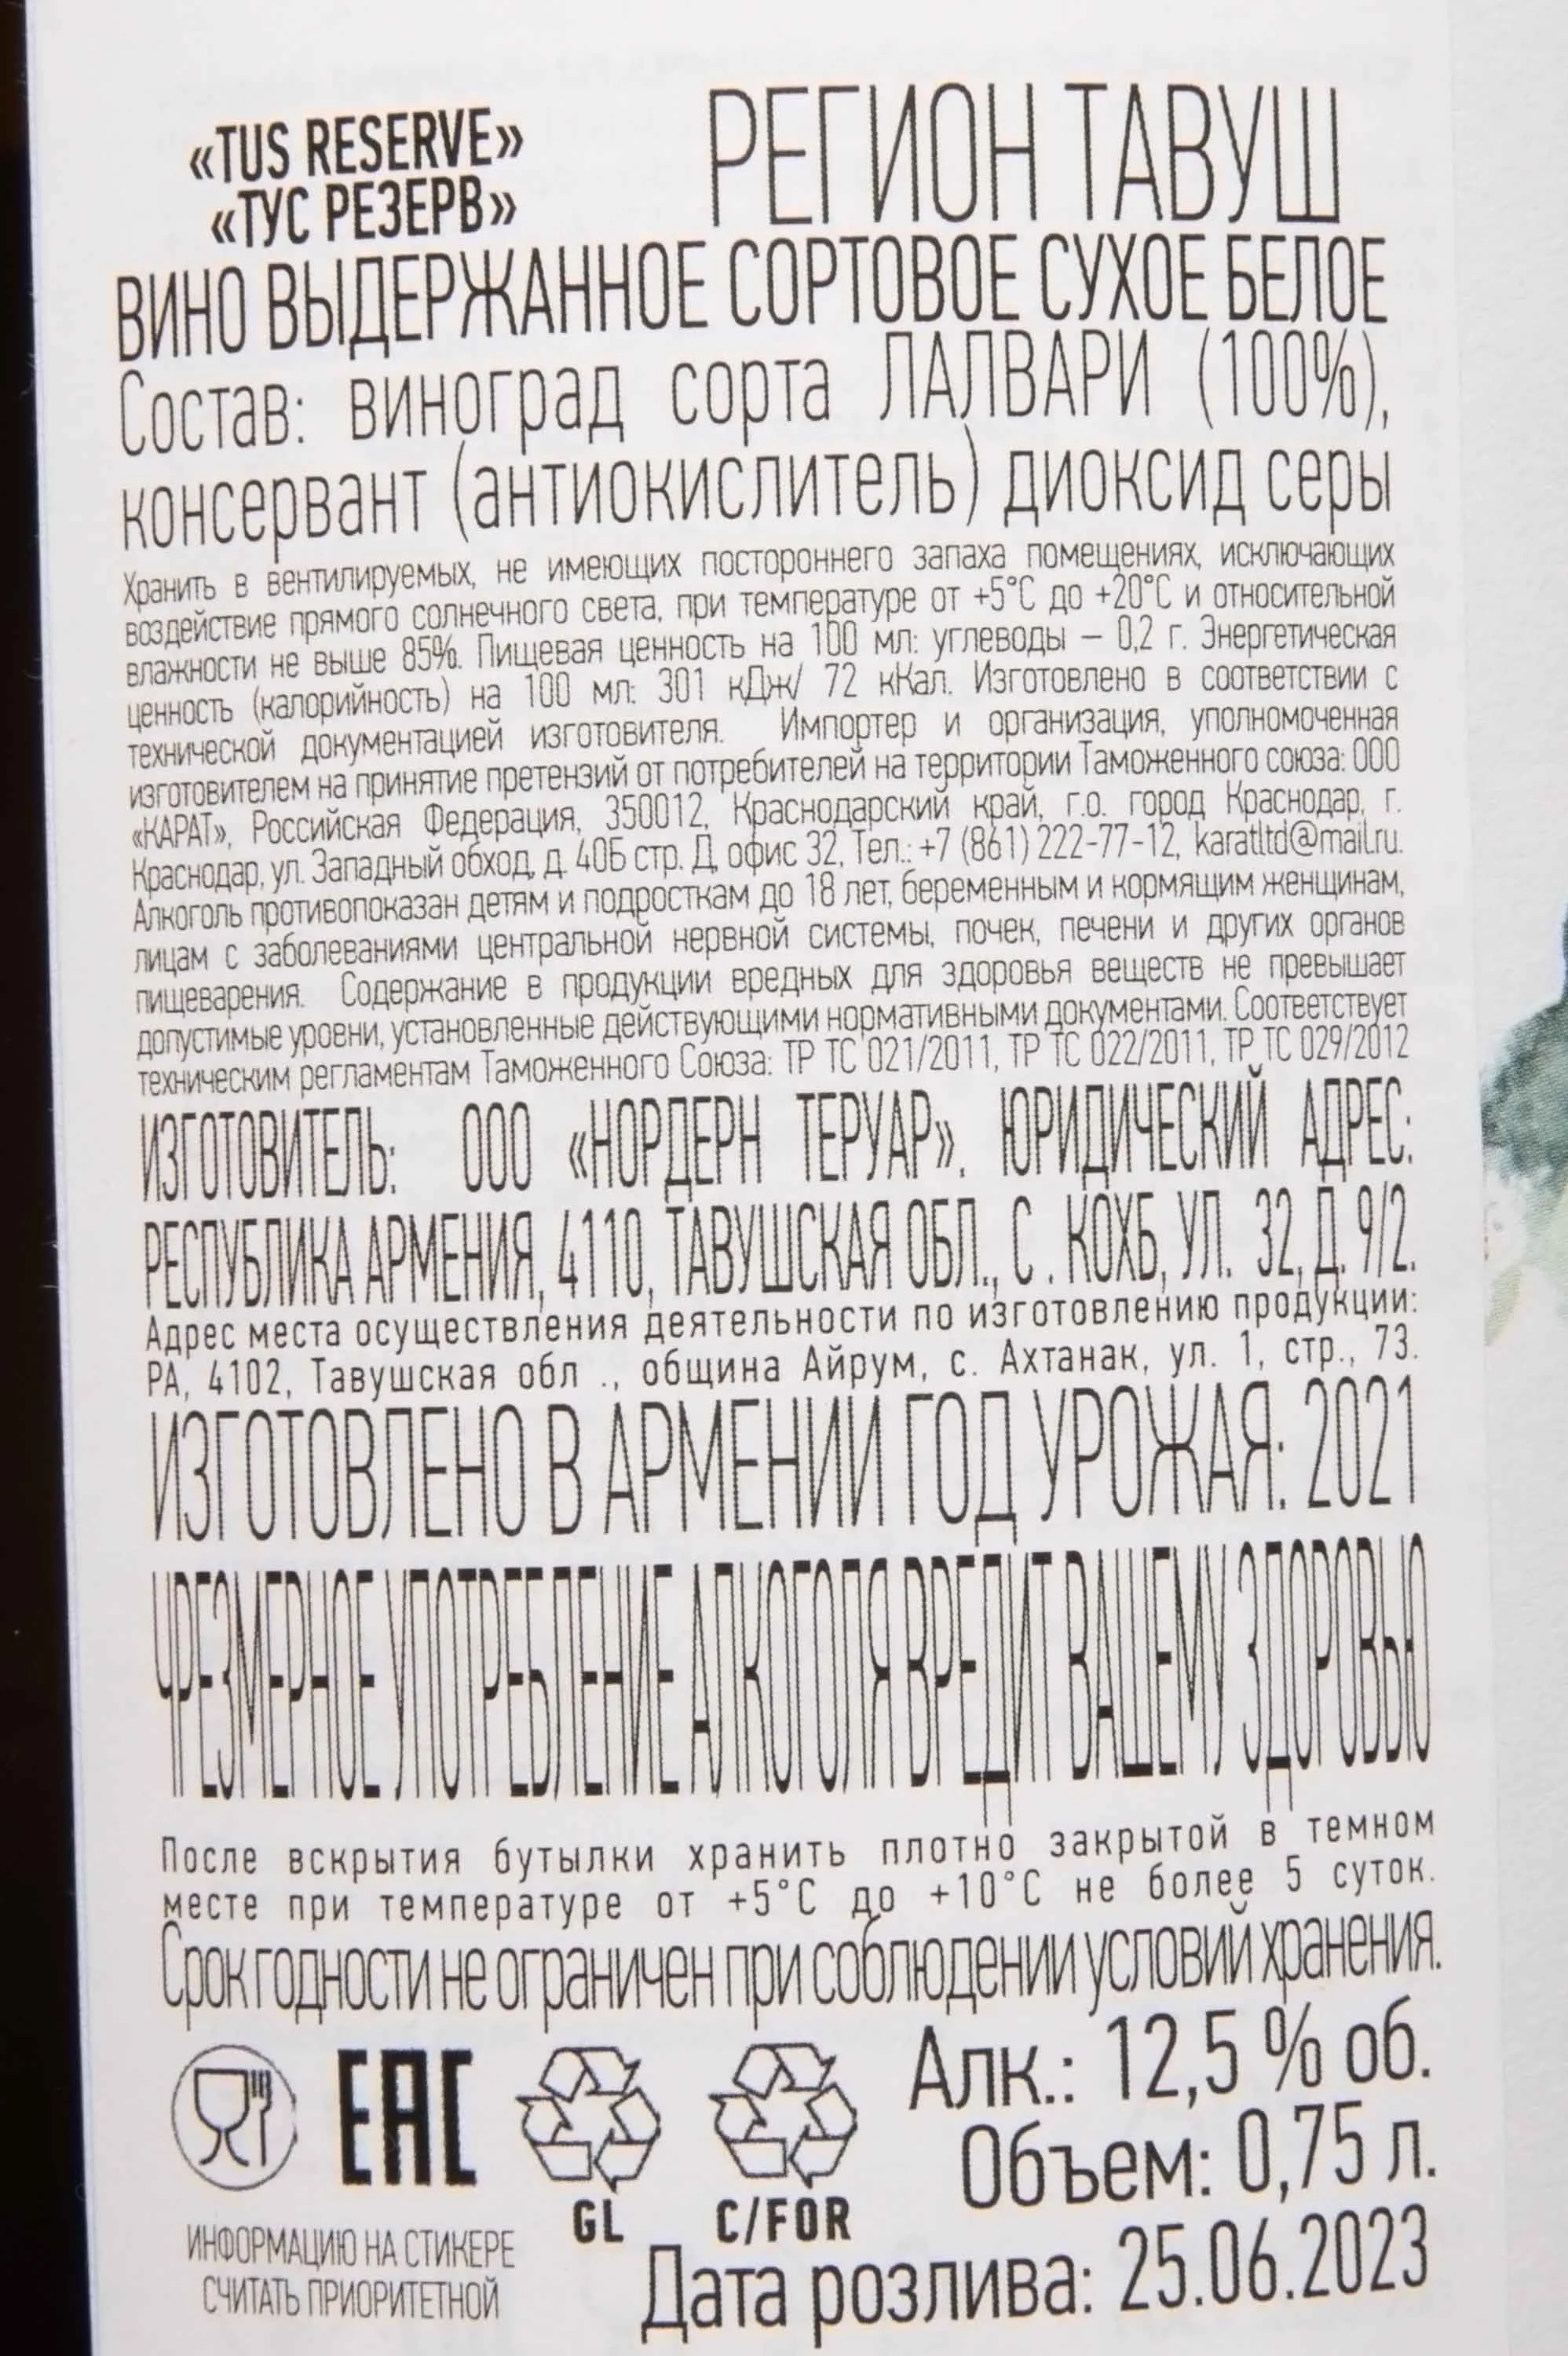 «TUS RESERVE»
«ТУС РЕЗЕРВ»
РЕГИОН ТАВУШ
ВИНО ВЫДЕРЖАННОЕ СОРТОВОЕ СУХОЕ БЕЛОЕ
Состав: виноград сорта ЛАЛВАРИ (100%),
консервант (антиокислитель) диоксид серы
Хранить в вентилируемых, не имеющих постороннего запаха помещениях, исключающих
воздействие прямого солнечного света, при температуре от +5°C до +20°C и относительной
влажности не выше 85%. Пищевая ценность на 100 мл: углеводы – 0,2 г. Энергетическая
ценность (калорийность) на 100 мл: 301 кДж/ 72 кКал. Изготовлено в соответствии с
технической документацией изготовителя. Импортер и организация, уполномоченная
изготовителем на принятие претензий от потребителей на территории Таможенного союза: ООО
«КАРАТ», Российская Федерация, 350012, Краснодарский край, г.о. город Краснодар, г.
Краснодар, ул. Западный обход, д. 40Б стр. Д, офис 32, Тел.: +7 (861) 222-77-12, karatltd@mail.ru.
Алкоголь противопоказан детям и подросткам до 18 лет, беременным и кормящим женщинам,
лицам с заболеваниями центральной нервной системы, почек, печени и других органов
пищеварения. Содержание в продукции вредных для здоровья веществ не превышает
допустимые уровни, установленные действующими нормативными документами. Соответствует
техническим регламентам Таможенного Союза: ТР ТС 021/2011, ТР ТС 022/2011, ТР ТС 029/2012
ИЗГОТОВИТЕЛЬ: ООО «НОРДЕРН ТЕРУАР». ЮРИДИЧЕСКИЙ АДРЕС:
РЕСПУБЛИКА АРМЕНИЯ, 4110, ТАВУШСКАЯ ОБЛ., С . КОХБ, УЛ. 32, Д. 9/2.
Адрес места осуществления деятельности по изготовлению продукции:
РА, 4102, Тавушская обл ., община Айрум, с. Ахтанак, ул. 1, стр., 73.
ИЗГОТОВЛЕНО В АРМЕНИИ ГОД УРОЖАЯ: 2021
ЧРЕЗМЕРНОЕ УПОТРЕБЛЕНИЕ АЛКОГОЛЯ ВРЕДИТ ВАШЕМУ ЗДОРОВЬЮ
После вскрытия бутылки хранить плотно закрытой в темном
месте при температуре от +5°C до +10°C не более 5 суток.
Срок годности не ограничен при соблюдении условий хранения.
EAC
GL
C/FOR
Алк.: 12,5 % об.
Объем: 0,75 л.
Дата розлива: 25.06.2023
ИНФОРМАЦИЮ НА СТИКЕРЕ
СЧИТАТЬ ПРИОРИТЕТНОЙ